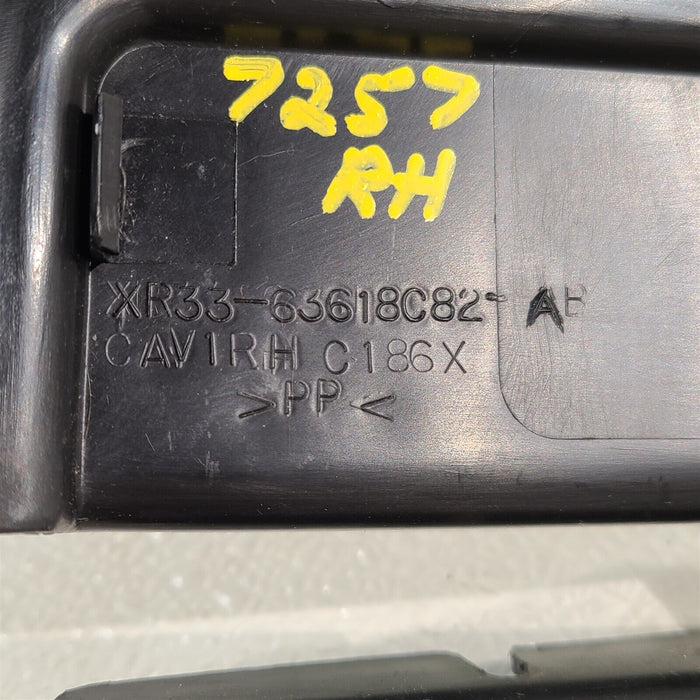 7257
RH
XR33-63618C82-AB
CAV1RH C186X
>PP<